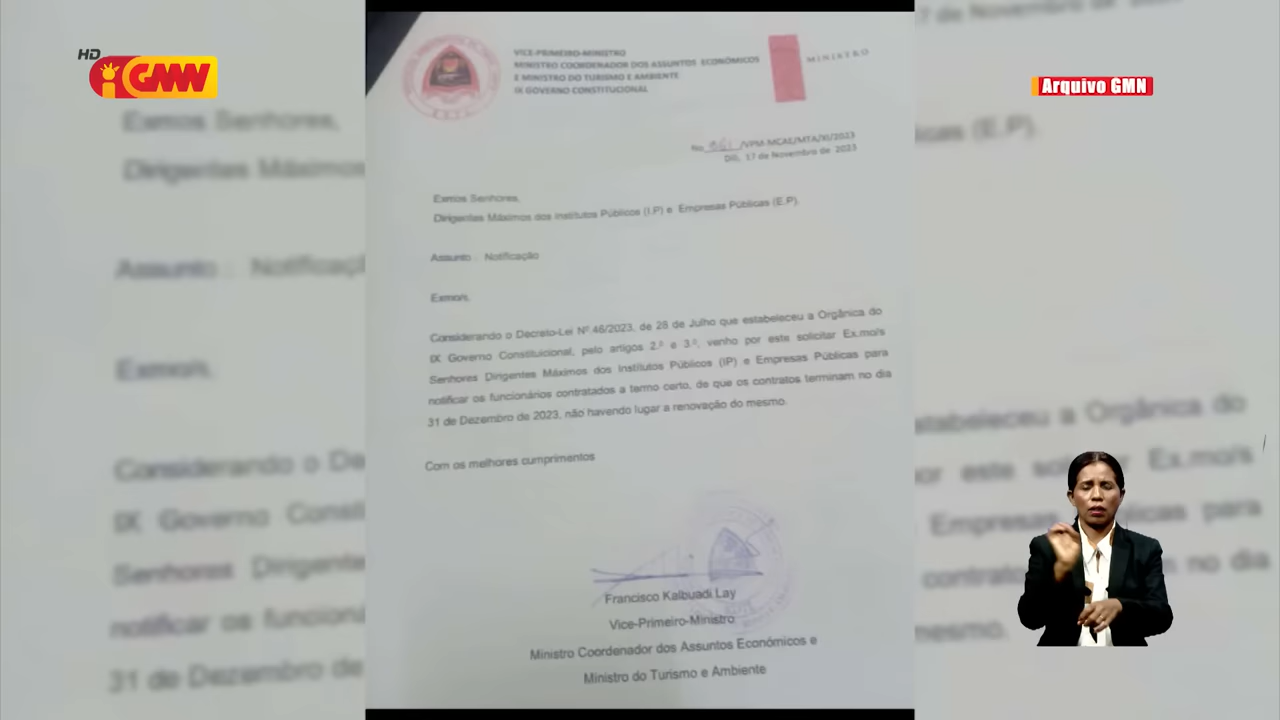 HD
GMN
Arquivo GMN
VICE-PRIMEIRO-MINISTRO
MINISTRO COORDENADOR DOS ASSUNTOS ECONÓMICOS
E MINISTRO DO TURISMO E AMBIENTE
IX GOVERNO CONSTITUCIONAL
MINISTRO
No /VPM-MCAE/MTA/XI/2023
Dili, 17 de Novembro de 2023
Exmos Senhores,
Dirigentes Máximos dos Institutos Públicos (I.P) e Empresas Públicas (E.P).
Assunto : Notificação
Exmo/s,
Considerando o Decreto-Lei Nº 46/2023, de 28 de Julho que estabeleceu a Orgânica do
IX Governo Constituicional, pelo artigos 2.º e 3.º, venho por este solicitar Ex.mo/s
Senhores Dirigentes Máximos dos Institutos Públicos (IP) e Empresas Públicas para
notificar os funcionários contratados a termo certo, de que os contratos terminam no dia
31 de Dezembro de 2023, não havendo lugar a renovação do mesmo.
Com os melhores cumprimentos
Francisco Kalbuadi Lay
Vice-Primeiro-Ministro
Ministro Coordenador dos Assuntos Económicos e
Ministro do Turismo e Ambiente